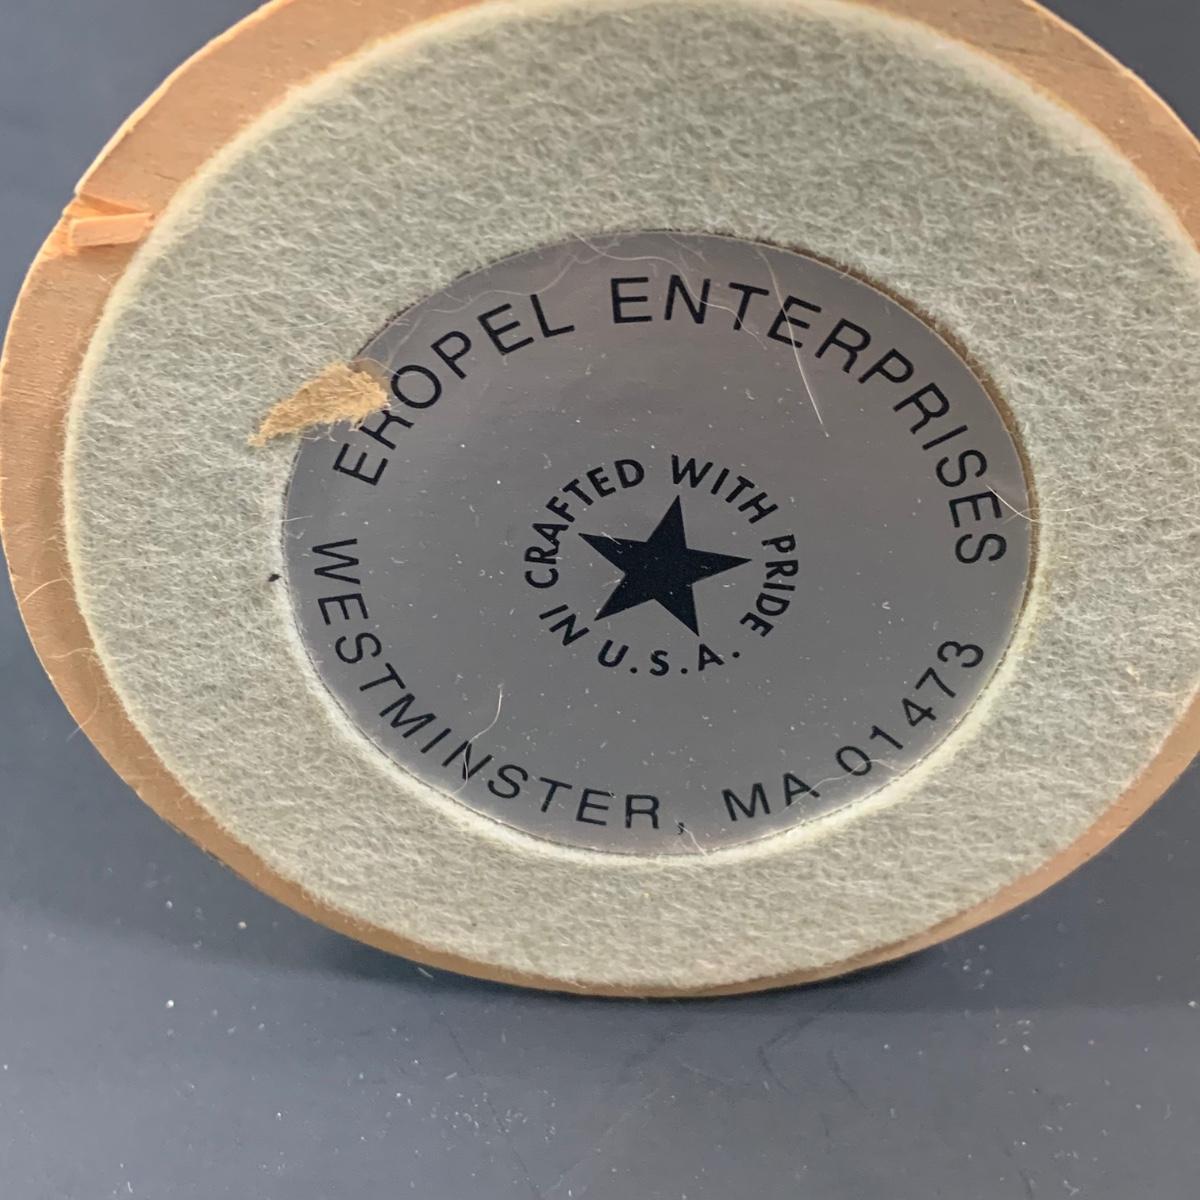 EROPEL ENTERPRISES
CRAFTED WITH PRIDE
IN U.S.A.
WESTMINSTER, MA 01473